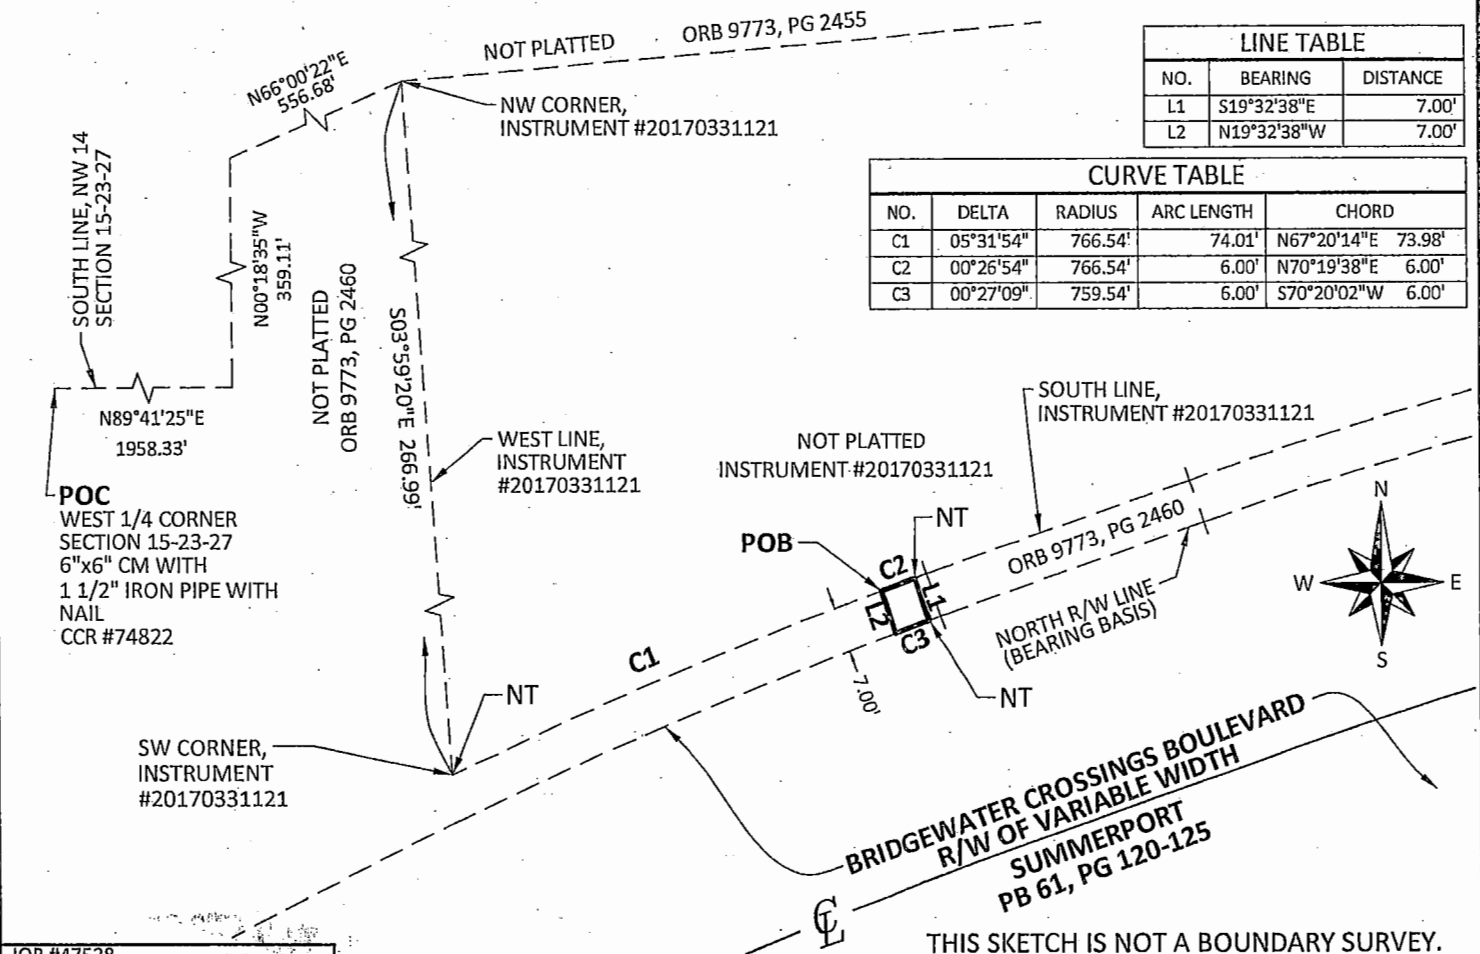 NOT PLATTED ORB 9773, PG 2455
N66°00'22"E
556.68'
NW CORNER,
INSTRUMENT #20170331121
LINE TABLE
NO. BEARING DISTANCE
L1 S19°32'38"E 7.00'
L2 N19°32'38"W 7.00'
CURVE TABLE
NO. DELTA RADIUS ARC LENGTH CHORD
C1 05°31'54" 766.54' 74.01' N67°20'14"E 73.98'
C2 00°26'54" 766.54' 6.00' N70°19'38"E 6.00'
C3 00°27'09" 759.54' 6.00' S70°20'02"W 6.00'
SOUTH LINE, NW 14
SECTION 15-23-27
N00°18'35"W
359.11'
NOT PLATTED
ORB 9773, PG 2460
S03°59'20"E 266.99'
N89°41'25"E
1958.33'
POC
WEST 1/4 CORNER
SECTION 15-23-27
6"x6" CM WITH
1 1/2" IRON PIPE WITH
NAIL
CCR #74822
WEST LINE,
INSTRUMENT
#20170331121
SOUTH LINE,
INSTRUMENT #20170331121
NOT PLATTED
INSTRUMENT #20170331121
NT
POB
C2
L1
L2
C3
ORB 9773, PG 2460
NORTH R/W LINE
(BEARING BASIS)
N
W E
S
C1
7.00'
NT
NT
SW CORNER,
INSTRUMENT
#20170331121
BRIDGEWATER CROSSINGS BOULEVARD
R/W OF VARIABLE WIDTH
SUMMERPORT
PB 61, PG 120-125
CL
THIS SKETCH IS NOT A BOUNDARY SURVEY.
JOB #47528